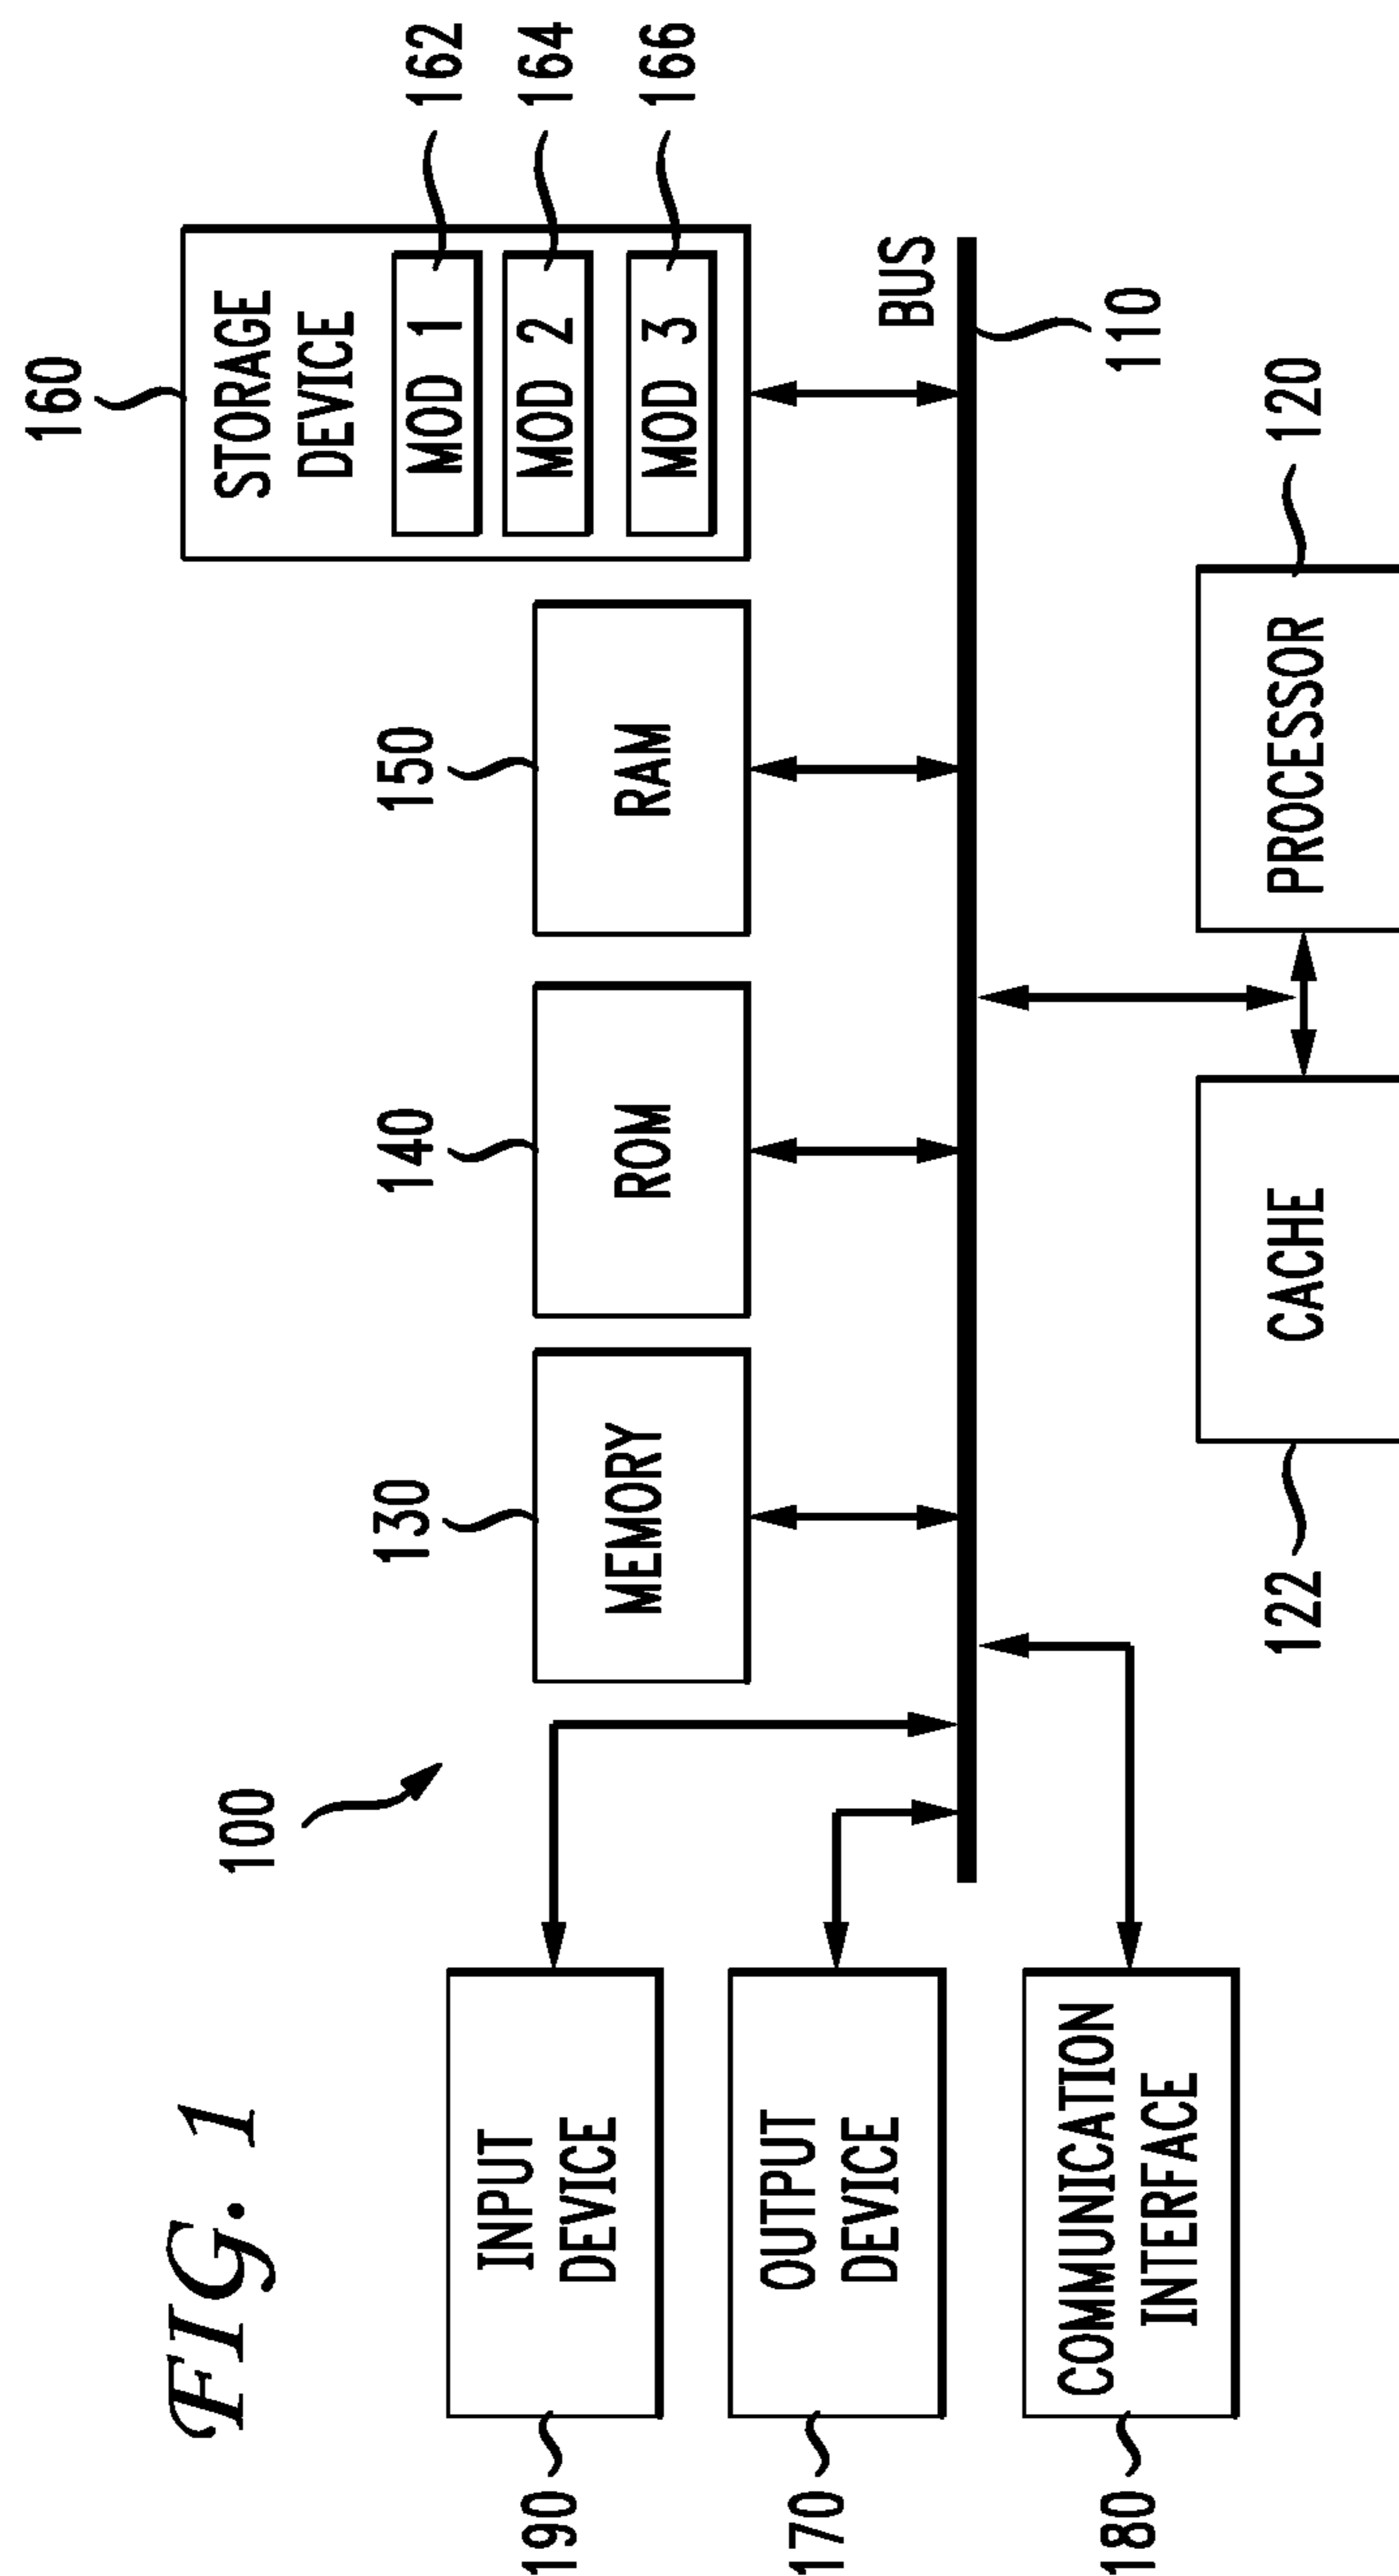 FIG. 1
100
160
STORAGE
DEVICE
MOD 1
162
MOD 2
164
MOD 3
166
130
140
150
MEMORY
ROM
RAM
190
INPUT
DEVICE
170
OUTPUT
DEVICE
BUS
110
180
COMMUNICATION
INTERFACE
122
CACHE
PROCESSOR
120